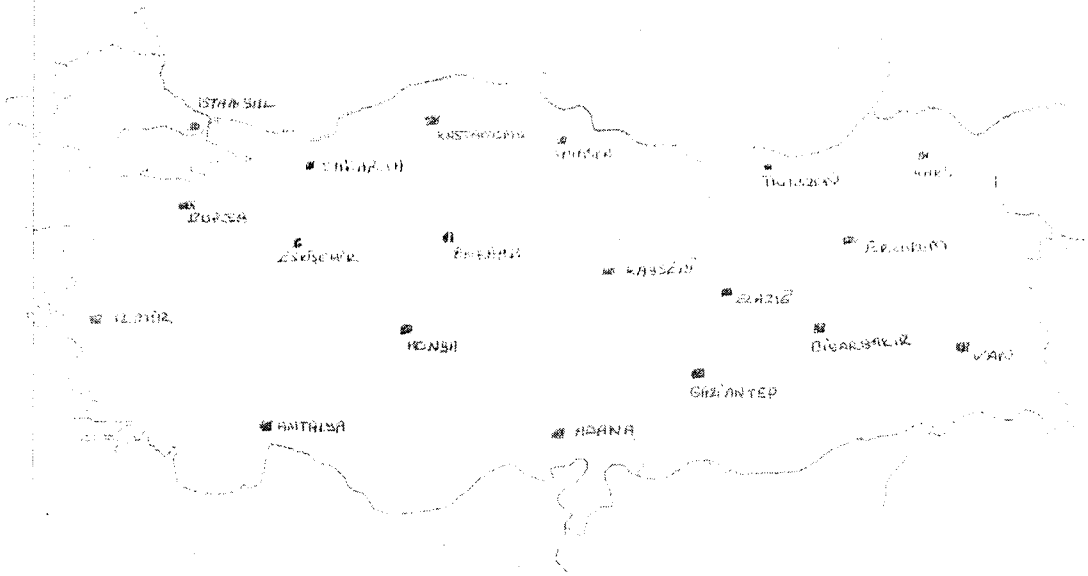 İSTANBUL
KASTAMONU
SAMSUN
SAKARYA
TRABZON
KARS
BURSA
ESKİŞEHİR
ANKARA
ERZURUM
KAYSERİ
ELAZIĞ
İZMİR
KONYA
DİYARBAKIR
VAN
GAZİANTEP
ANTALYA
ADANA